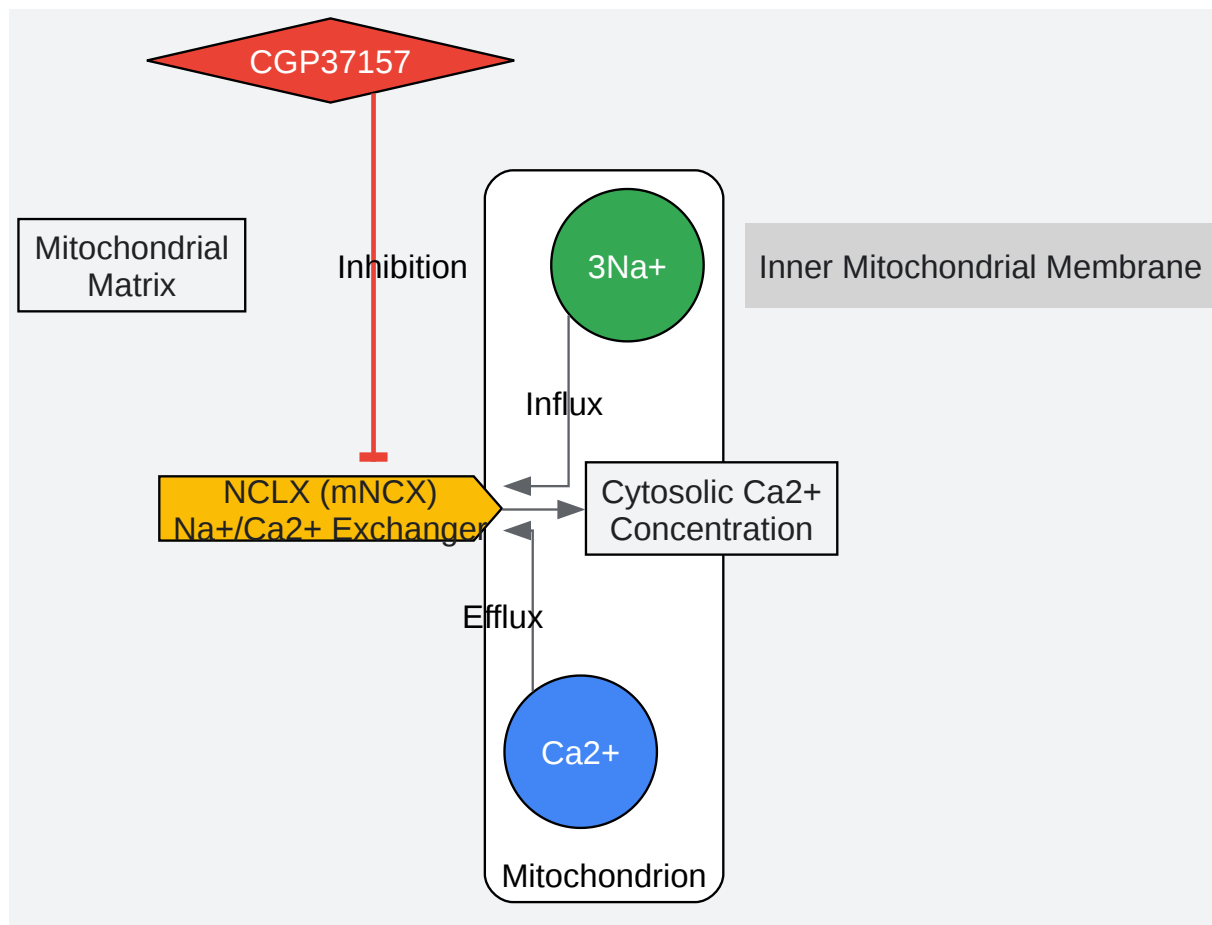 CGP37157
Mitochondrial
Matrix
Inhibition
3Na+
Inner Mitochondrial Membrane
Influx
NCLX (mNCX)
Na+/Ca2+ Exchanger
Cytosolic Ca2+
Concentration
Efflux
Ca2+
Mitochondrion